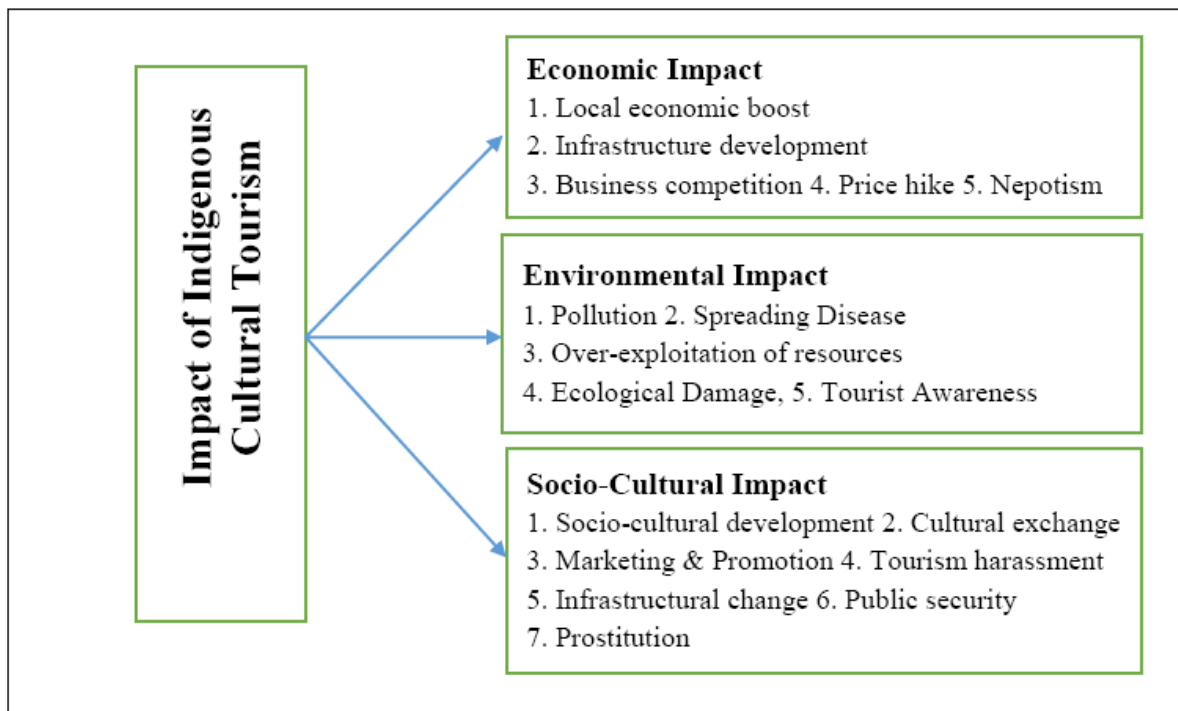 Impact of Indigenous
Cultural Tourism
Economic Impact
1. Local economic boost
2. Infrastructure development
3. Business competition 4. Price hike 5. Nepotism
Environmental Impact
1. Pollution 2. Spreading Disease
3. Over-exploitation of resources
4. Ecological Damage, 5. Tourist Awareness
Socio-Cultural Impact
1. Socio-cultural development 2. Cultural exchange
3. Marketing & Promotion 4. Tourism harassment
5. Infrastructural change 6. Public security
7. Prostitution